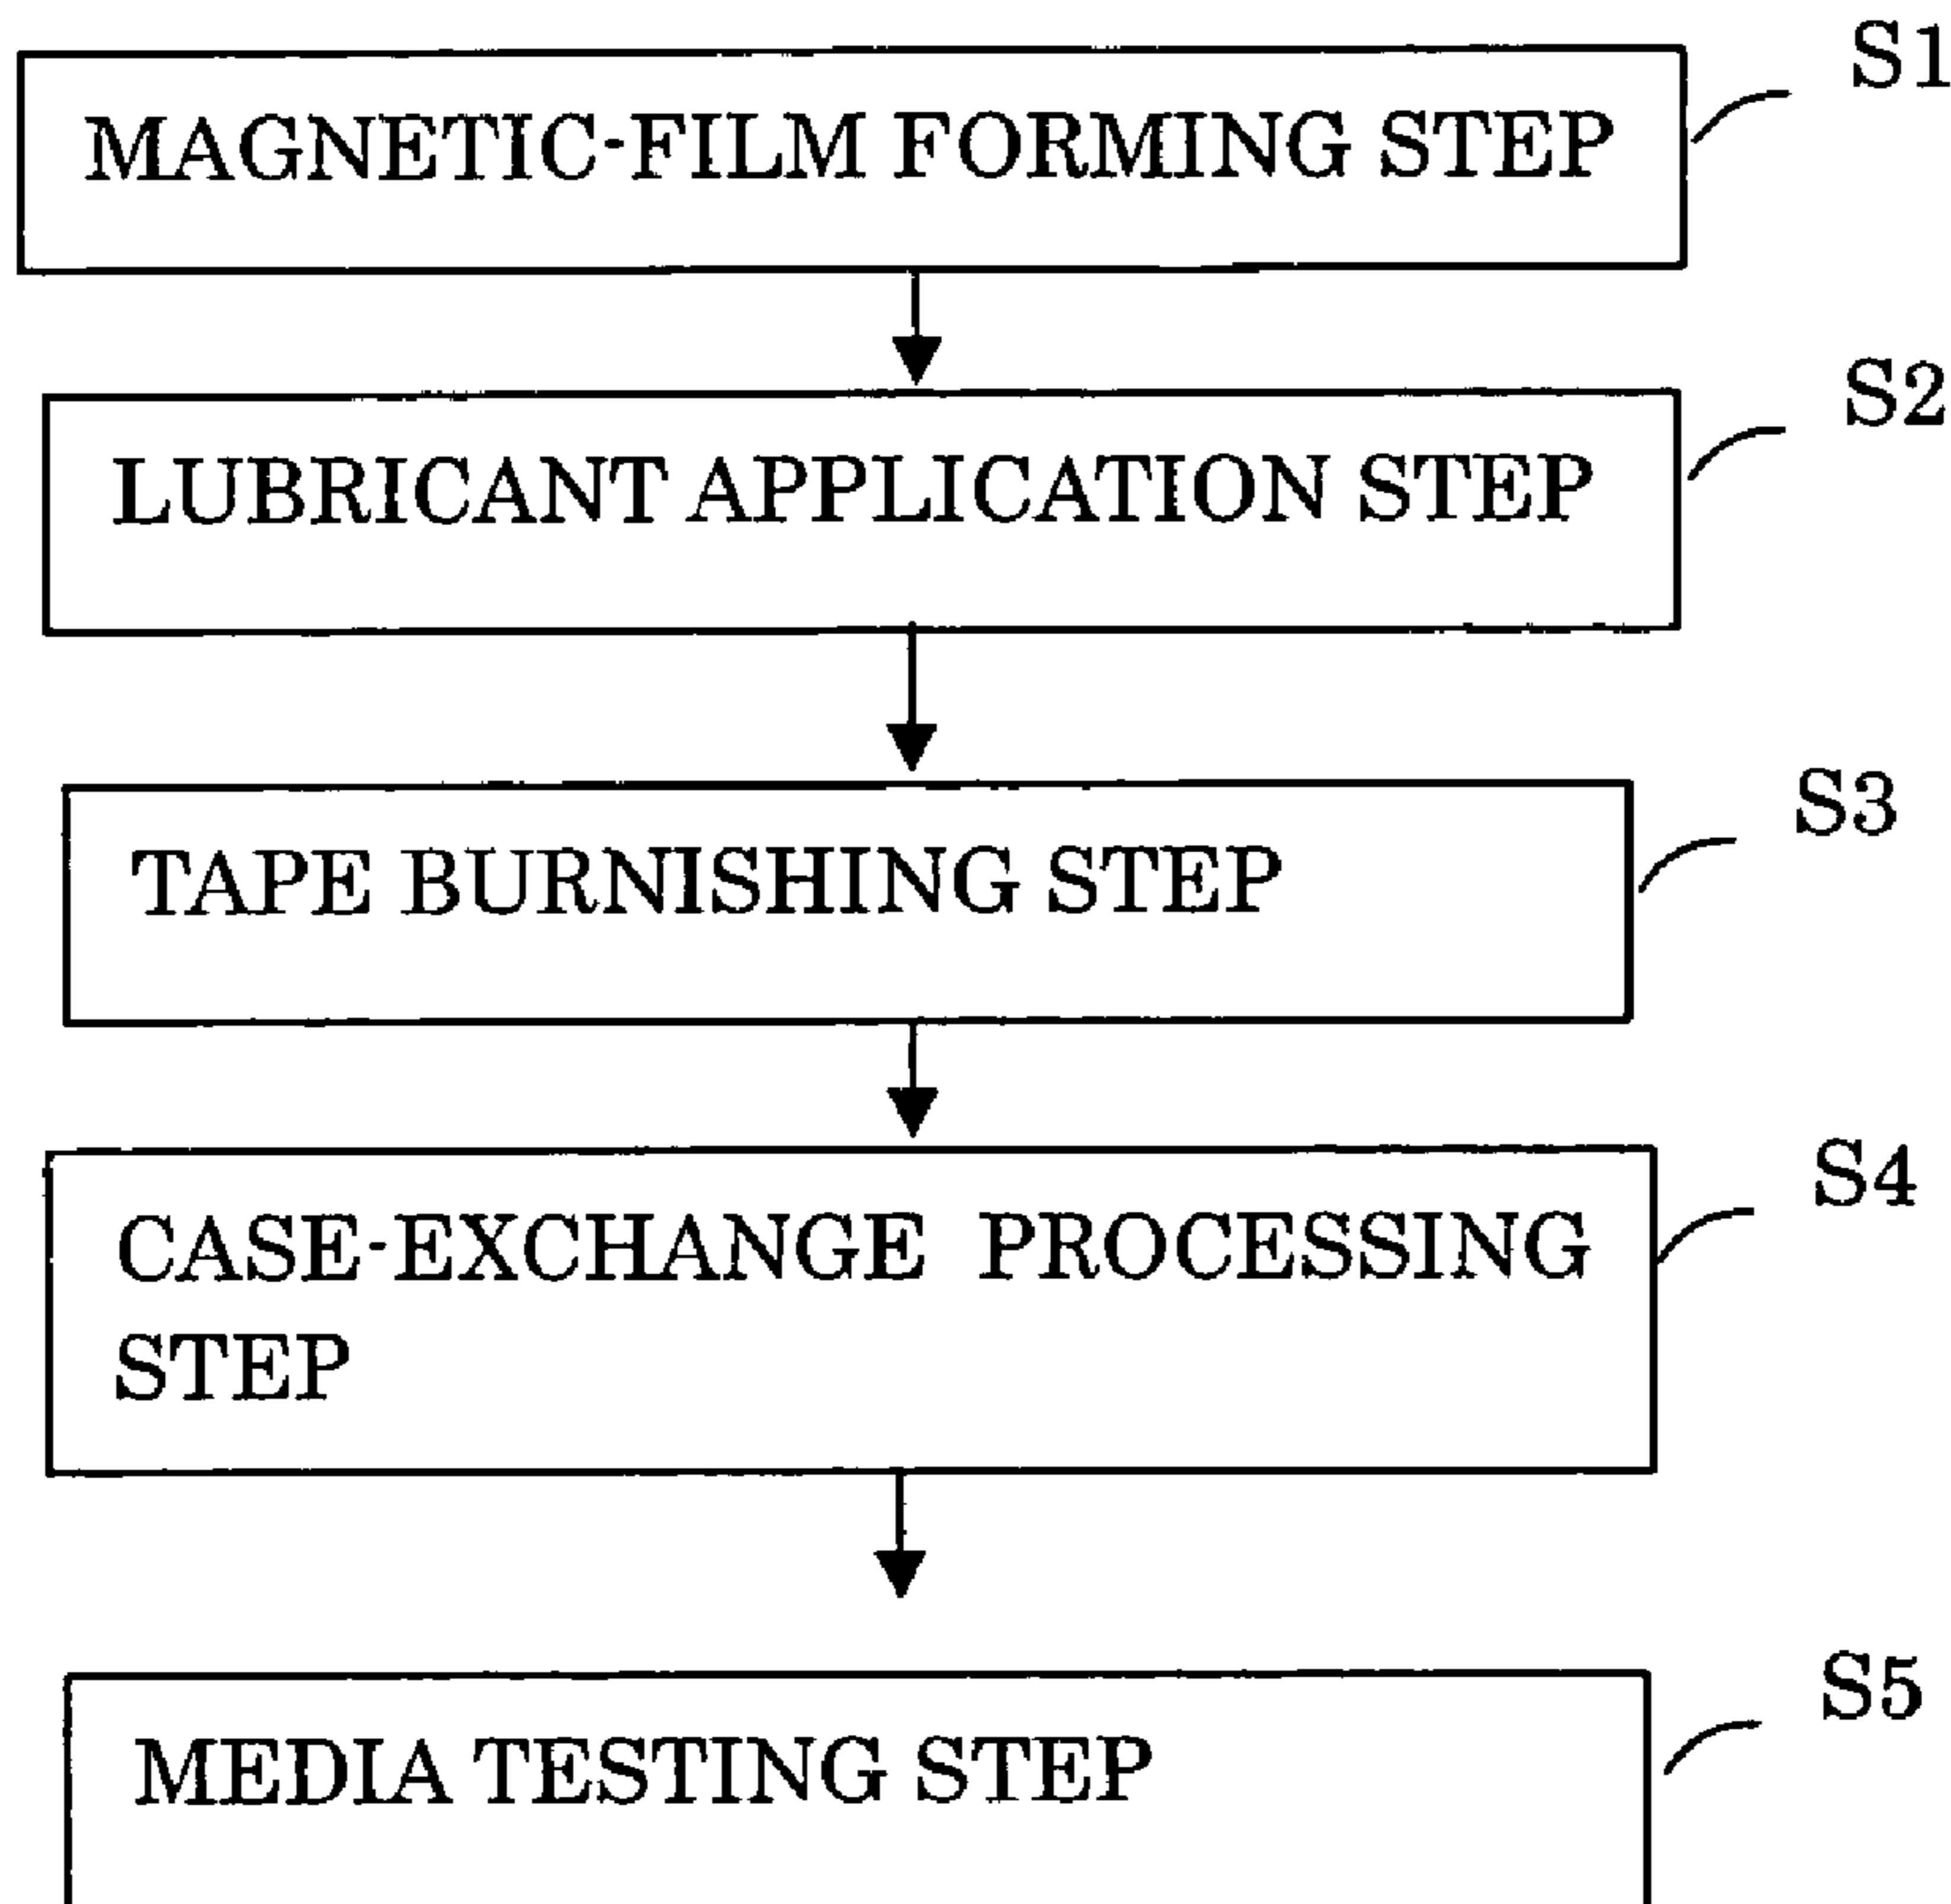 S1
MAGNETIC-FILM FORMING STEP
S2
LUBRICANT APPLICATION STEP
S3
TAPE BURNISHING STEP
S4
CASE-EXCHANGE PROCESSING
STEP
S5
MEDIA TESTING STEP